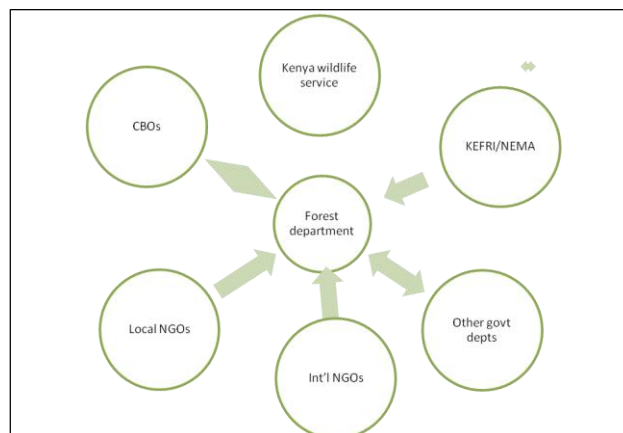 Kenya wildlife
service
CBOs
KEFRI/NEMA
Forest
department
Local NGOs
Int'l NGOs
Other govt
depts